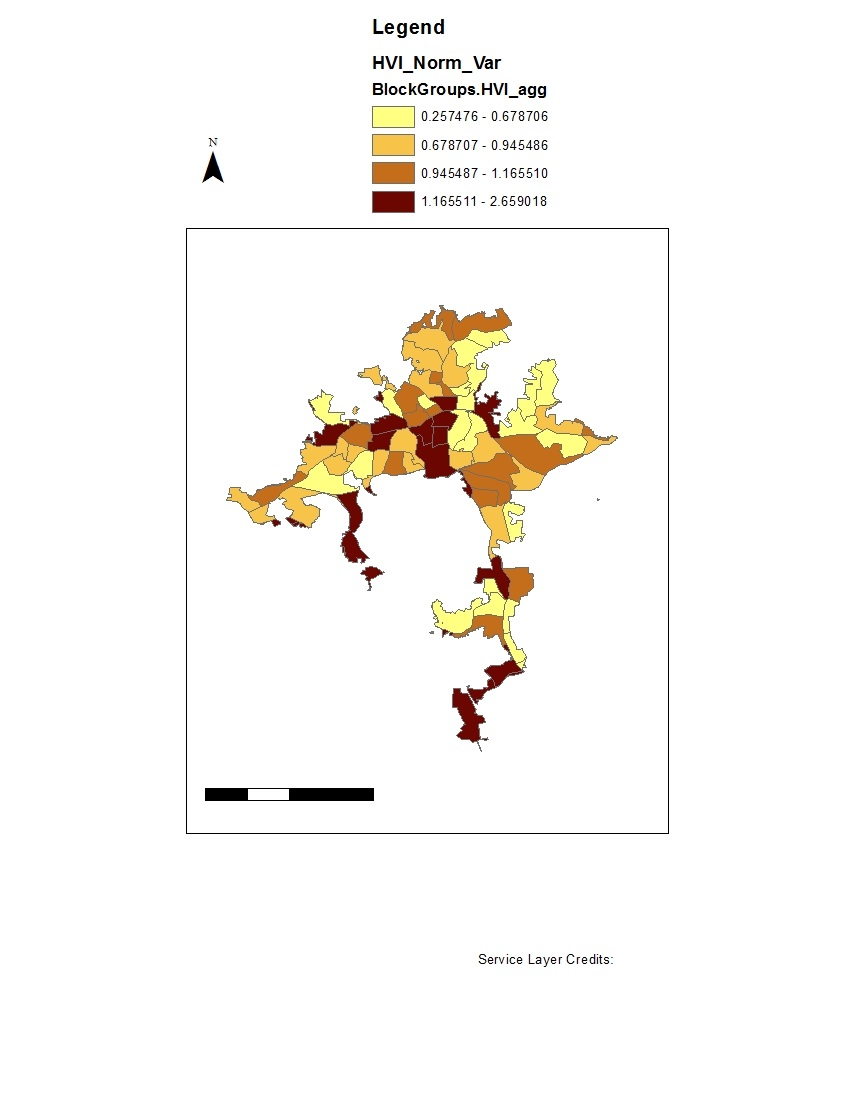 Legend
HVI_Norm_Var
BlockGroups.HVI_agg
0.257476 - 0.678706
0.678707 - 0.945486
0.945487 - 1.165510
1.165511 - 2.659018
N
Service Layer Credits: